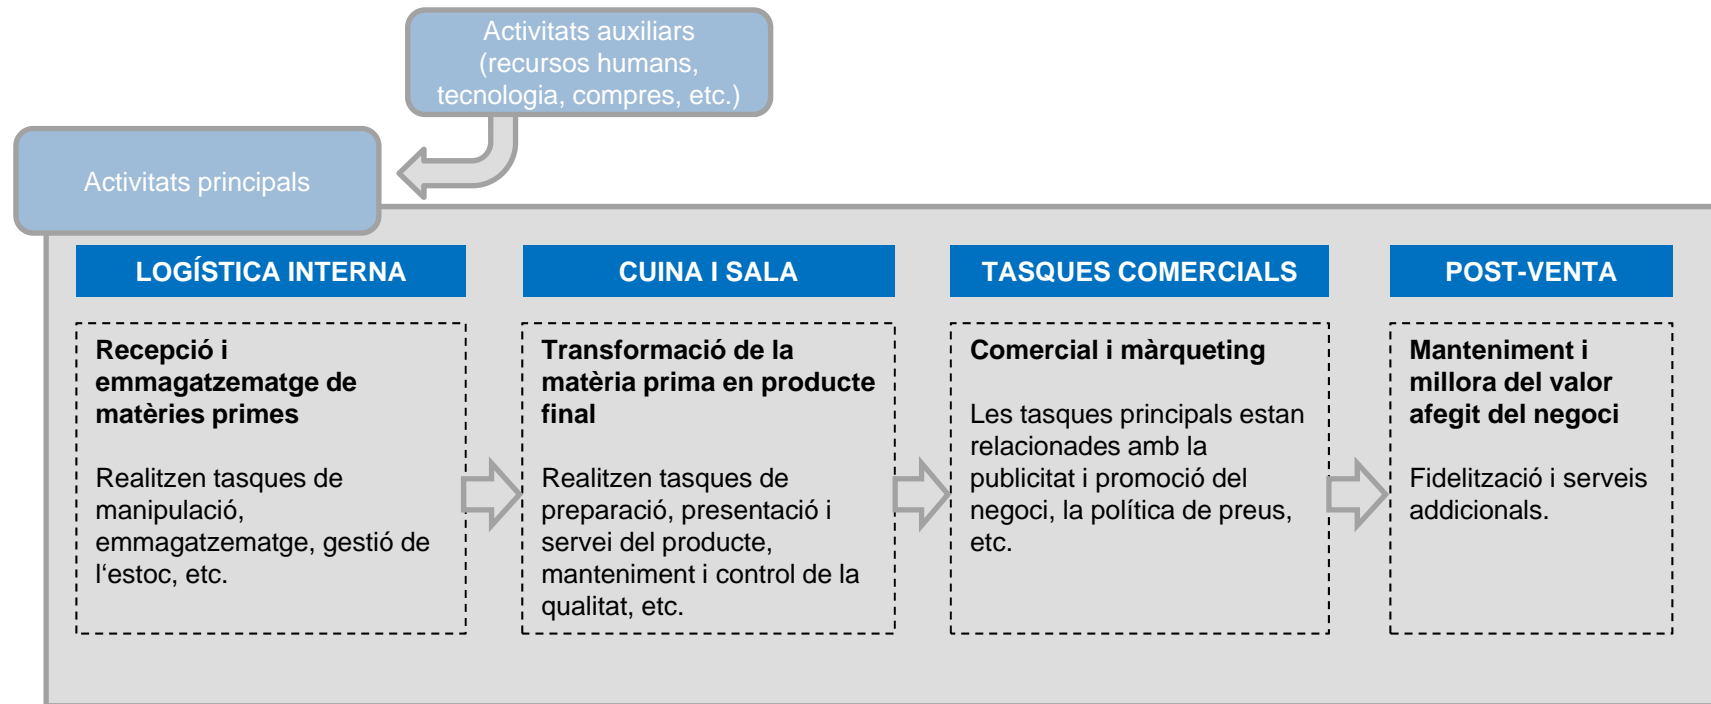 Activitats auxiliars
(recursos humans,
tecnologia, compres, etc.)
Activitats principals
LOGÍSTICA INTERNA
Recepció i
emmagatzematge de
matèries primes
Realitzen tasques de
manipulació,
emmagatzematge, gestió de
l‘estoc, etc.
CUINA I SALA
Transformació de la
matèria prima en producte
final
Realitzen tasques de
preparació, presentació i
servei del producte,
manteniment i control de la
qualitat, etc.
TASQUES COMERCIALS
Comercial i màrqueting
Les tasques principals estan
relacionades amb la
publicitat i promoció del
negoci, la política de preus,
etc.
POST-VENTA
Manteniment i
millora del valor
afegit del negoci
Fidelització i serveis
addicionals.